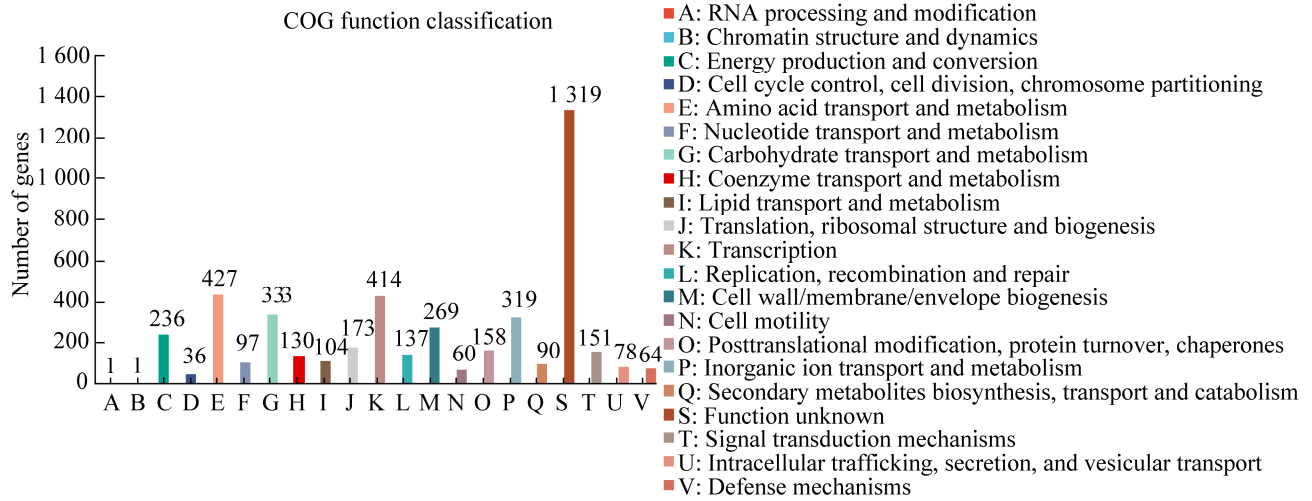 COG function classification
Number of genes
1 600
1 400
1 200
1 000
800
600
400
200
0
1
1
236
36
427
97
333
130
104
173
414
137
269
60
158
319
90
1 319
151
78
64
A B C D E F G H I J K L M N O P Q S T U V
A: RNA processing and modification
B: Chromatin structure and dynamics
C: Energy production and conversion
D: Cell cycle control, cell division, chromosome partitioning
E: Amino acid transport and metabolism
F: Nucleotide transport and metabolism
G: Carbohydrate transport and metabolism
H: Coenzyme transport and metabolism
I: Lipid transport and metabolism
J: Translation, ribosomal structure and biogenesis
K: Transcription
L: Replication, recombination and repair
M: Cell wall/membrane/envelope biogenesis
N: Cell motility
O: Posttranslational modification, protein turnover, chaperones
P: Inorganic ion transport and metabolism
Q: Secondary metabolites biosynthesis, transport and catabolism
S: Function unknown
T: Signal transduction mechanisms
U: Intracellular trafficking, secretion, and vesicular transport
V: Defense mechanisms